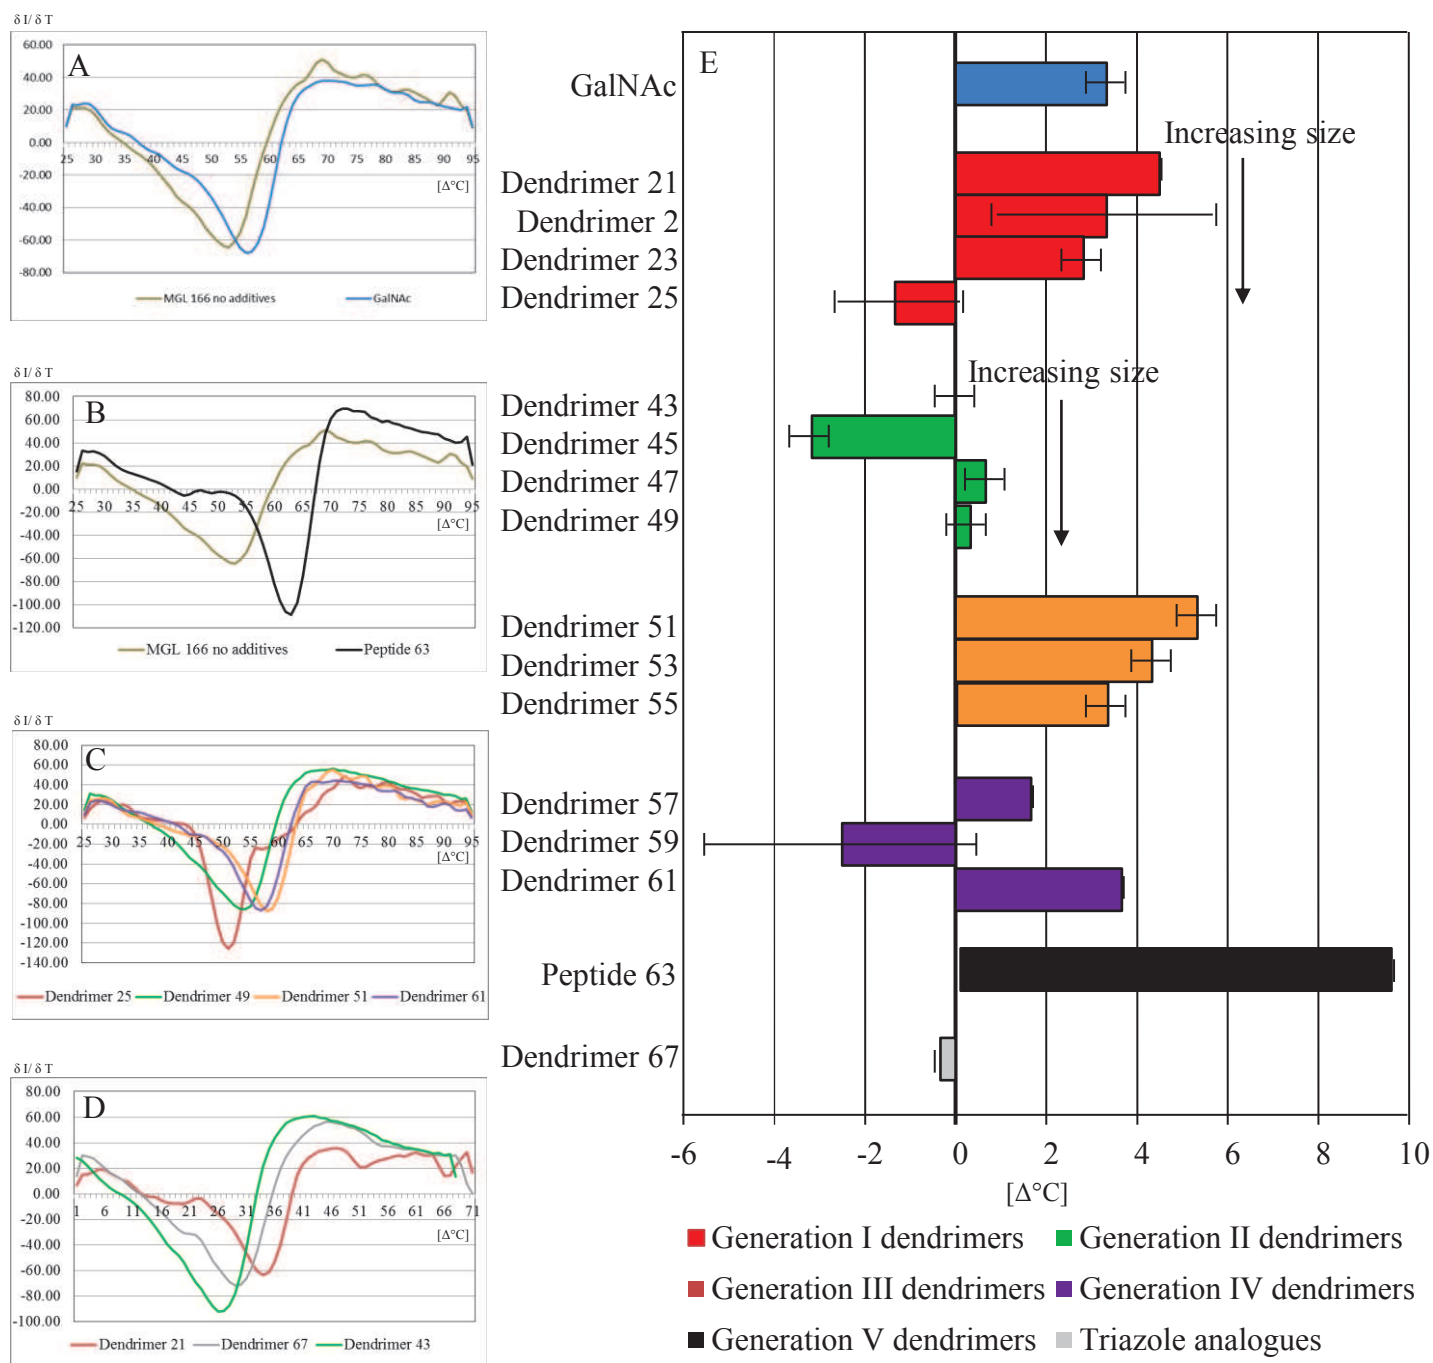 δ I/ δ T
A
60.00
40.00
20.00
0.00
-20.00
-40.00
-60.00
-80.00
25 30 35 40 45 50 55 60 65 70 75 80 85 90 95
[Δ°C]
MGL 166 no additives GalNAc
δ I/ δ T
B
80.00
60.00
40.00
20.00
0.00
-20.00
-40.00
-60.00
-80.00
-100.00
-120.00
25 30 35 40 45 50 55 60 65 70 75 80 85 90 95
[Δ°C]
MGL 166 no additives Peptide 63
δ I/ δ T
C
80.00
60.00
40.00
20.00
0.00
-20.00
-40.00
-60.00
-80.00
-100.00
-120.00
-140.00
25 30 35 40 45 50 55 60 65 70 75 80 85 90 95
[Δ°C]
Dendrimer 25 Dendrimer 49 Dendrimer 51 Dendrimer 61
δ I/ δ T
D
80.00
60.00
40.00
20.00
0.00
-20.00
-40.00
-60.00
-80.00
-100.00
1 6 11 16 21 26 31 36 41 46 51 56 61 66 71
[Δ°C]
Dendrimer 21 Dendrimer 67 Dendrimer 43
E
GalNAc
Increasing size
Dendrimer 21
Dendrimer 2
Dendrimer 23
Dendrimer 25
Increasing size
Dendrimer 43
Dendrimer 45
Dendrimer 47
Dendrimer 49
Dendrimer 51
Dendrimer 53
Dendrimer 55
Dendrimer 57
Dendrimer 59
Dendrimer 61
Peptide 63
Dendrimer 67
-6 -4 -2 0 2 4 6 8 10
[Δ°C]
Generation I dendrimers Generation II dendrimers
Generation III dendrimers Generation IV dendrimers
Generation V dendrimers Triazole analogues